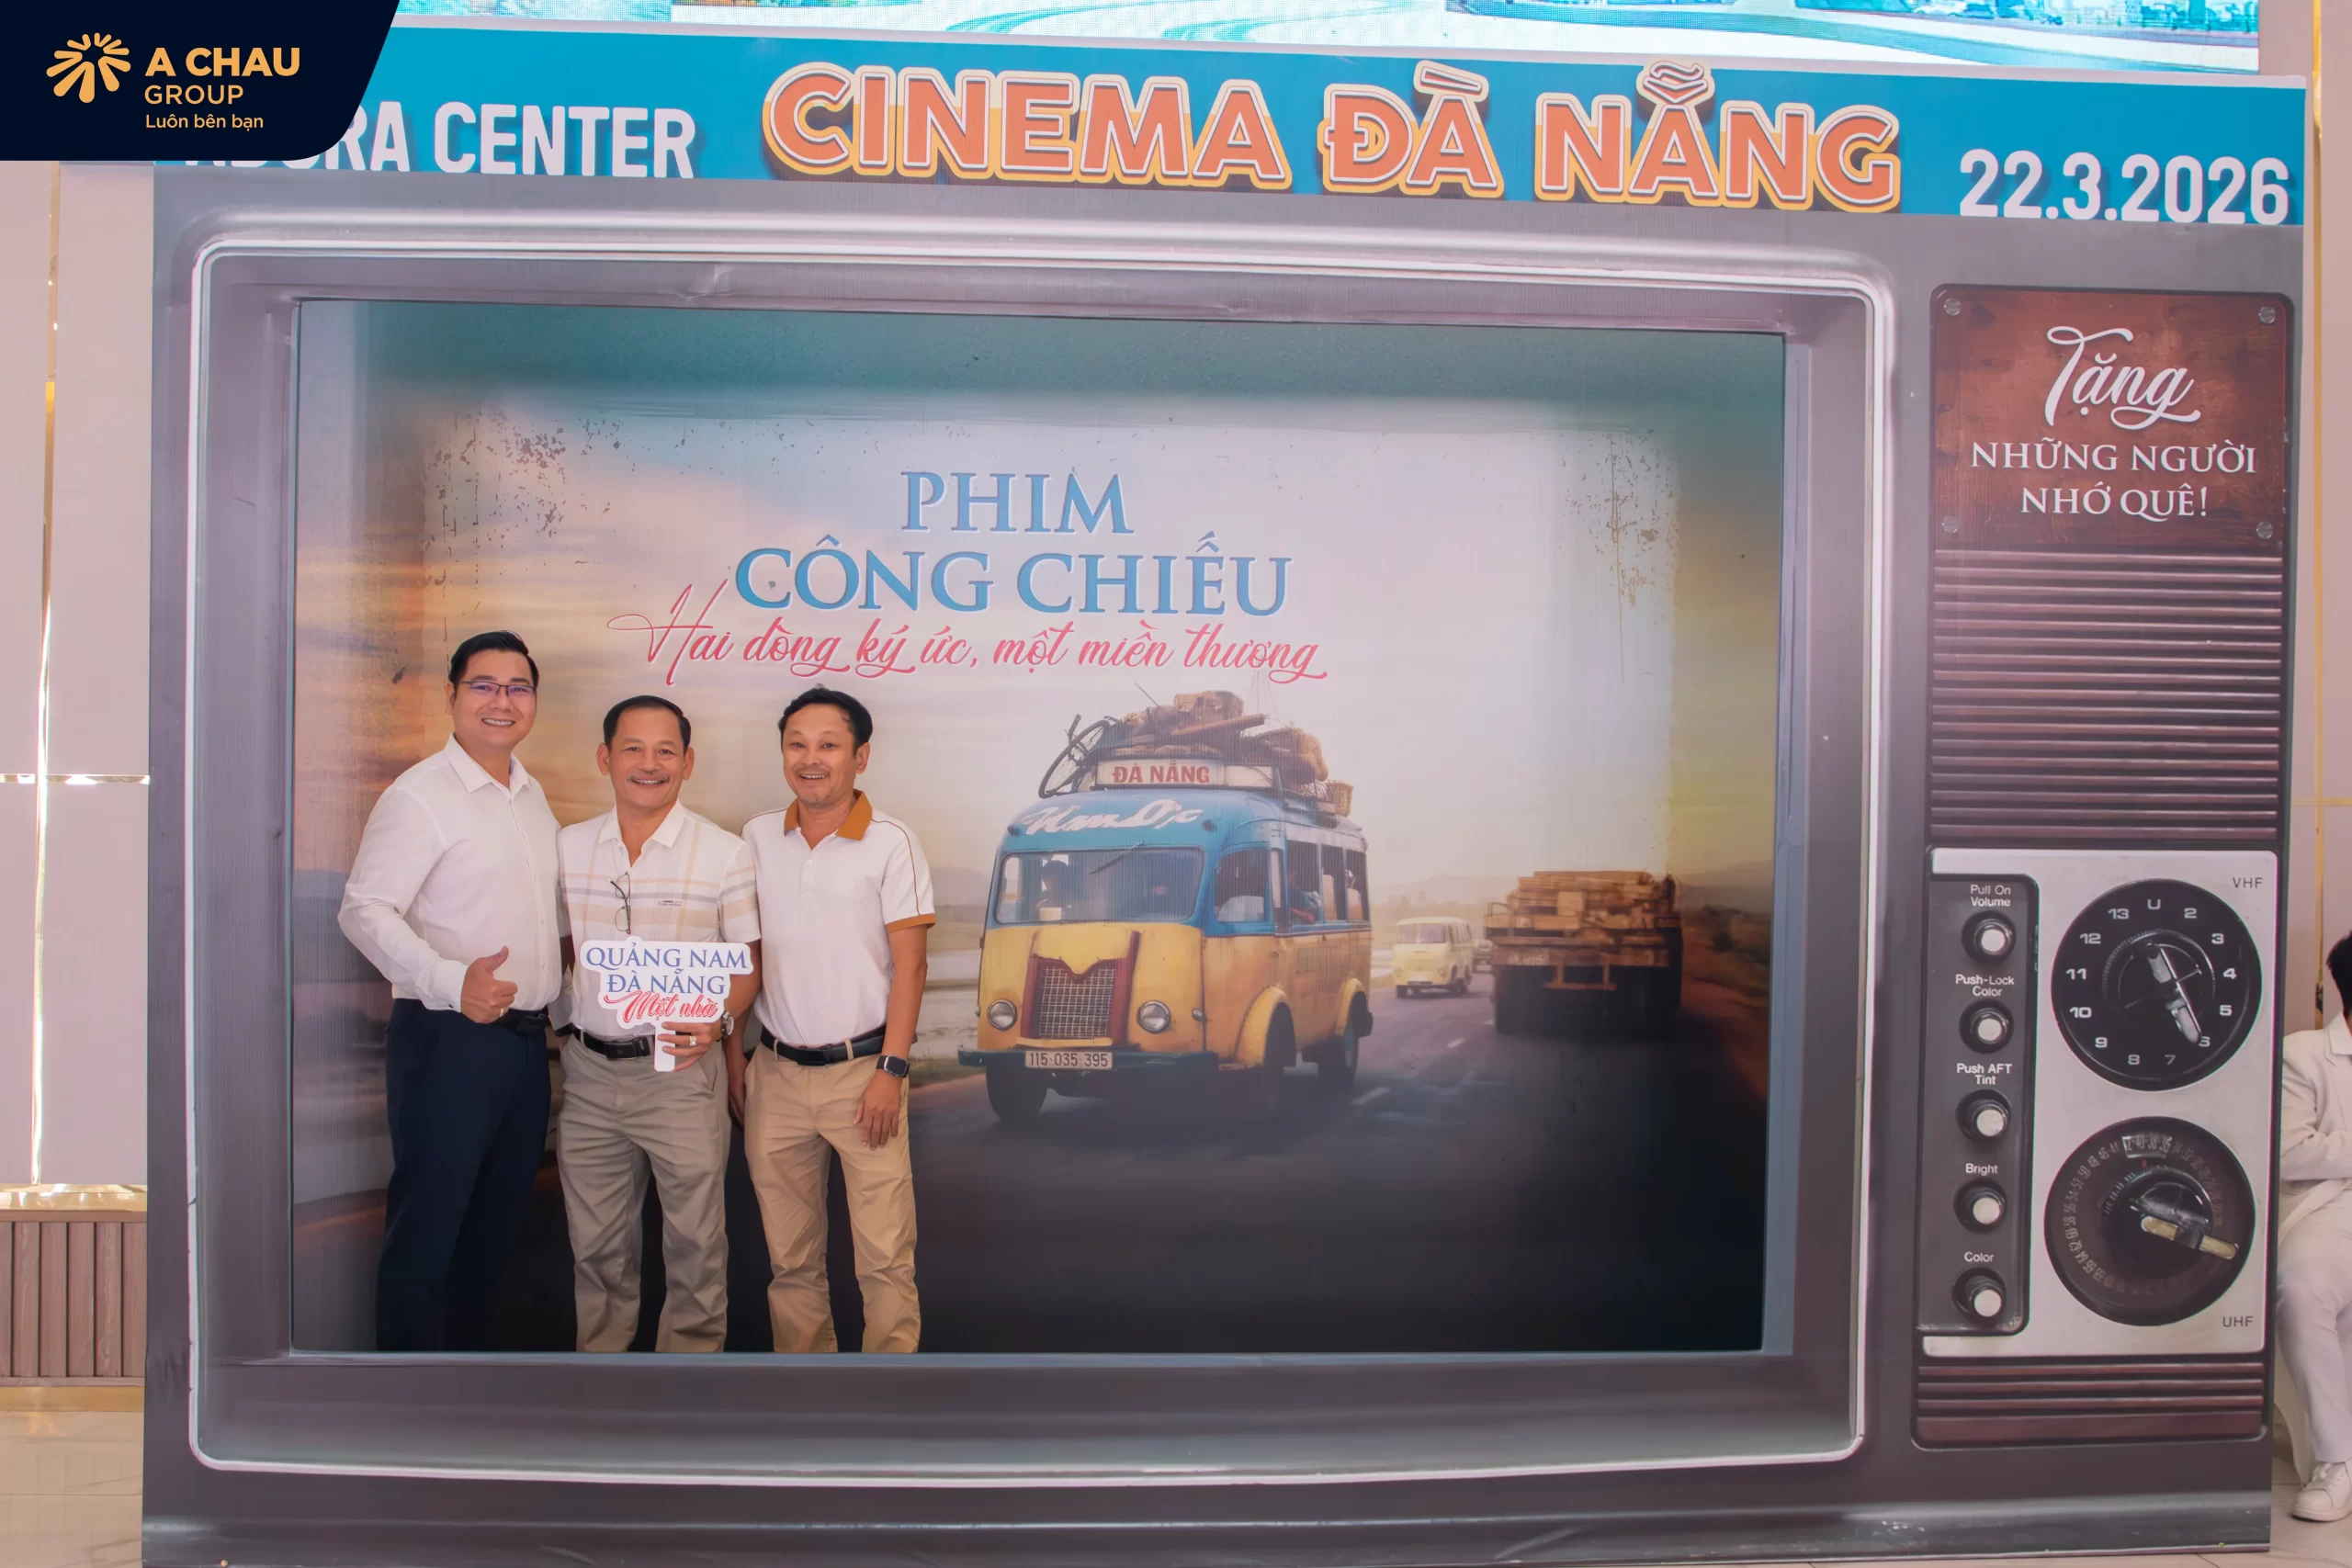 A CHAU
GROUP
Luôn bên bạn
RA CENTER
CINEMA ĐÀ NẴNG
22.3.2026
Tặng
NHỮNG NGƯỜI
NHỚ QUÊ!
PHIM
CÔNG CHIẾU
Hai dòng ký ức, một miền thương
ĐÀ NẴNG
115-035-395
QUẢNG NAM
ĐÀ NẴNG
Một nhà
Pull On
Volume
Push-Lock
Color
Push AFT
Tint
Bright
Color
VHF
U 2 3 4 5 6 7 8 9 10 11 12 13
UHF